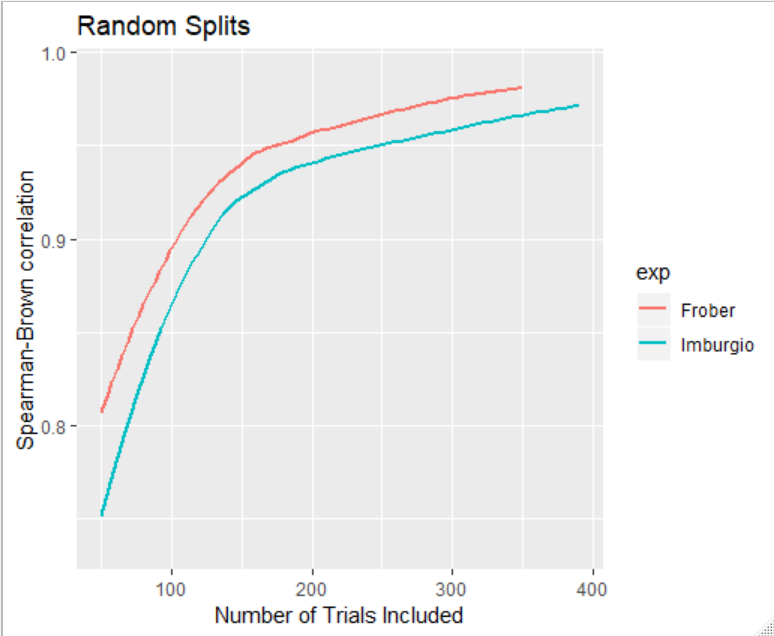 Random Splits
1.0
0.9
0.8
Spearman-Brown correlation
100
200
300
400
Number of Trials Included
exp
Frober
Imburgio